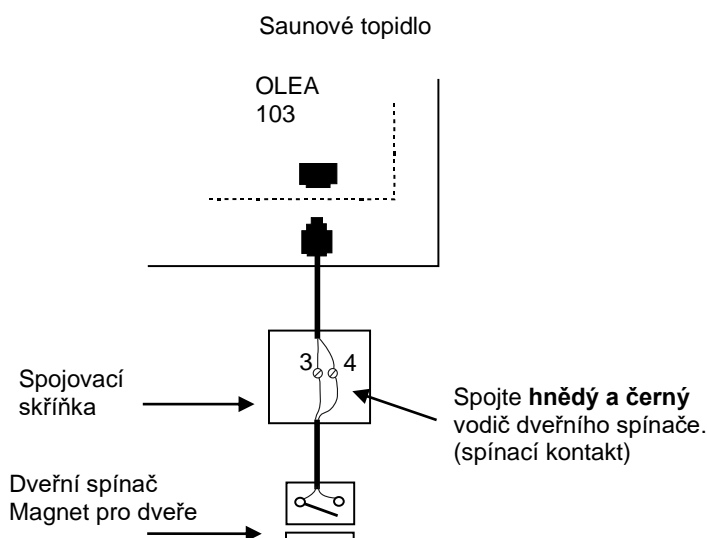 Saunové topidlo
OLEA
103
3 4
Spojovací
skříňka
Spojte hnědý a černý
vodič dveřního spínače.
(spínací kontakt)
Dveřní spínač
Magnet pro dveře